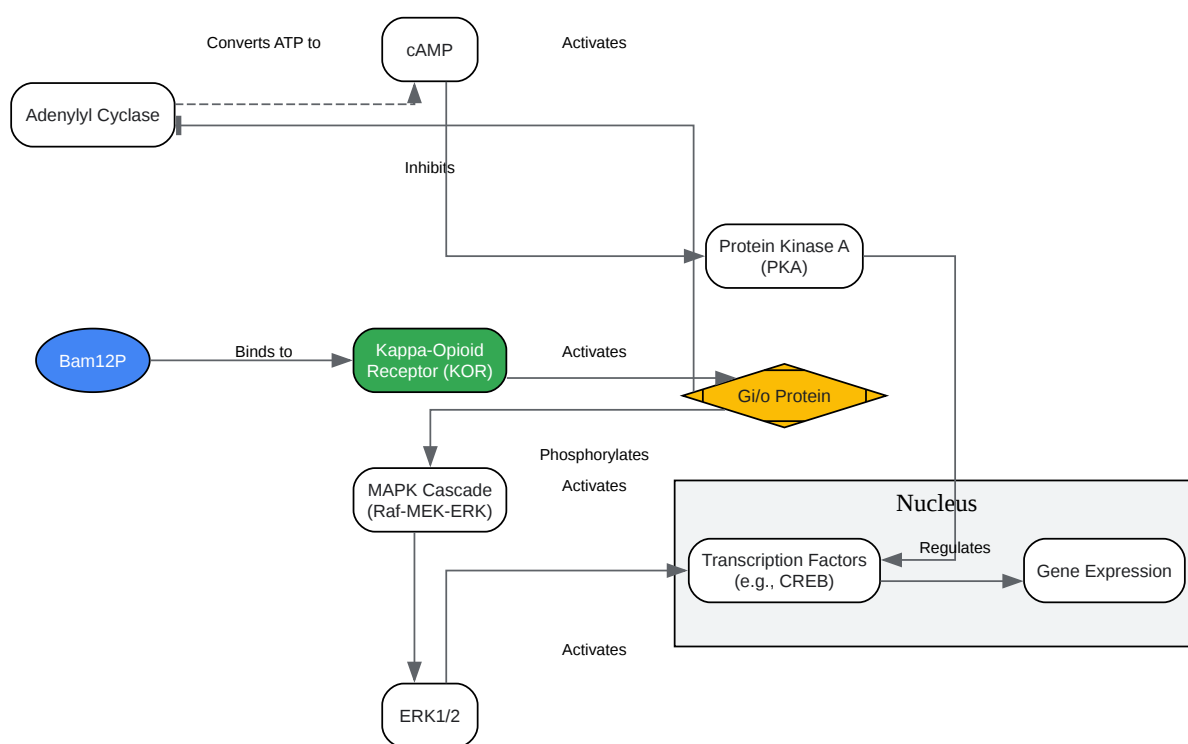 Converts ATP to
cAMP
Activates
Adenylyl Cyclase
Inhibits
Protein Kinase A
(PKA)
Bam12P
Binds to
Kappa-Opioid
Receptor (KOR)
Activates
Gi/o Protein
Phosphorylates
MAPK Cascade
(Raf-MEK-ERK)
Activates
Nucleus
Transcription Factors
(e.g., CREB)
Regulates
Gene Expression
Activates
ERK1/2